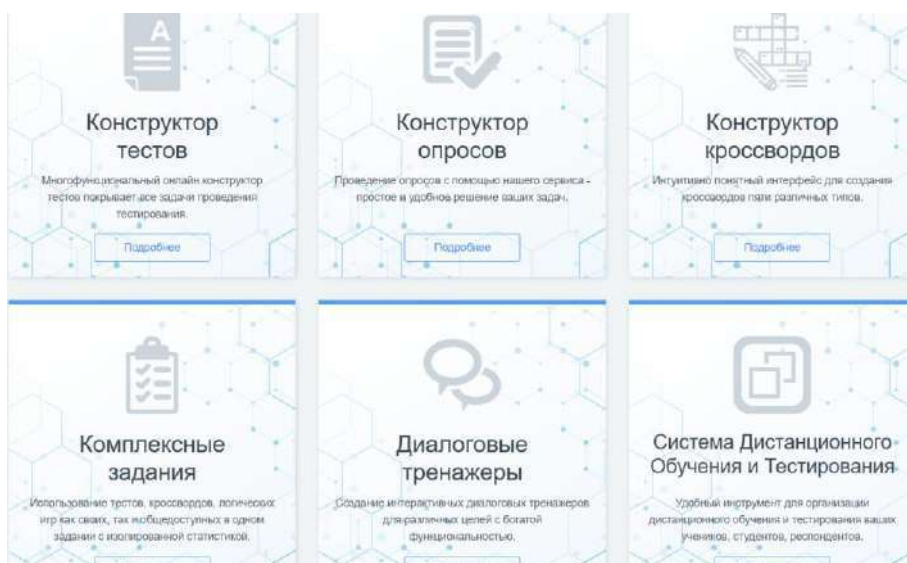 A
Конструктор
тестов
Многофункциональный онлайн конструктор
тестов покрывает все задачи проведения
тестирования.
Подробнее
Конструктор
опросов
Проведение опросов с помощью нашего сервиса -
простое и удобное решение ваших задач.
Подробнее
Конструктор
кроссвордов
Интуитивно понятный интерфейс для создания
кроссвордов пяти различных типов.
Подробнее
Комплексные
задания
Использование тестов, кроссвордов, логических
игр как своих, так и общедоступных в одном
задании с изолированной статистикой.
Диалоговые
тренажеры
Создание интерактивных диалоговых тренажеров
для различных целей с богатой
функциональностью.
Система Дистанционного
Обучения и Тестирования
Удобный инструмент для организации
дистанционного обучения и тестирования ваших
учеников, студентов, респондентов.